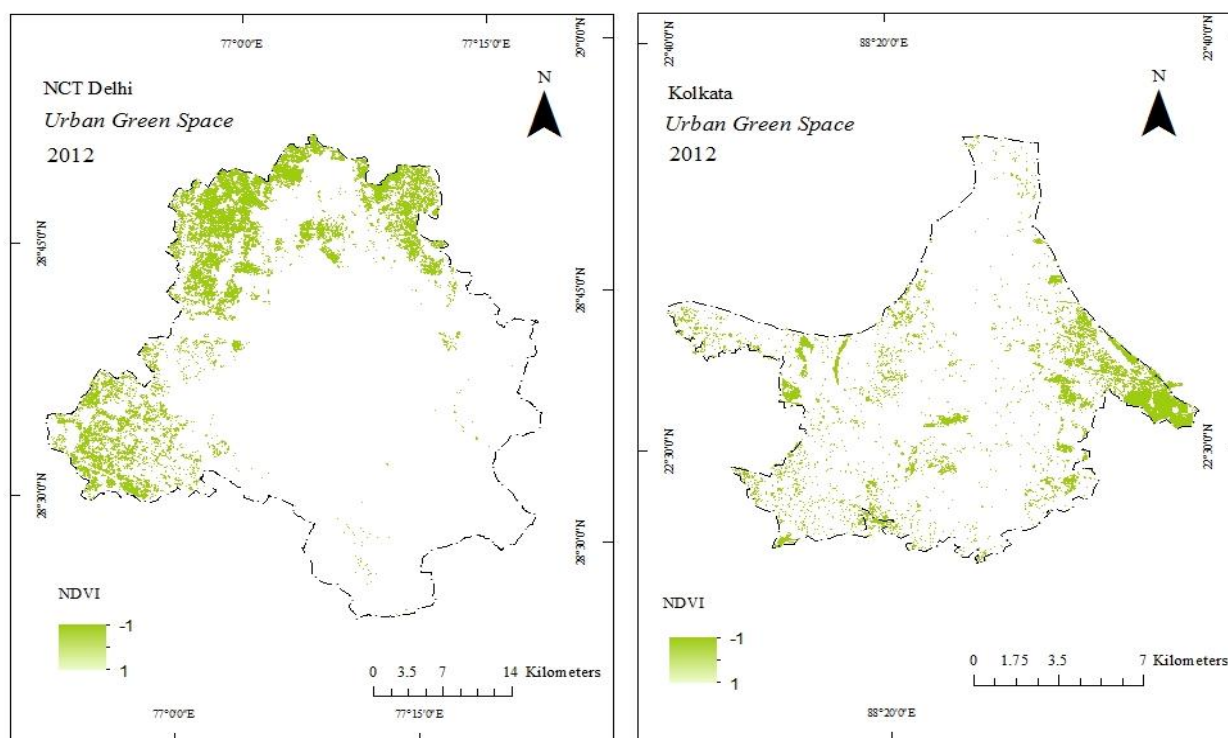 77°0'0"E
77°15'0"E
29°0'0"N
NCT Delhi
Urban Green Space
2012
N
28°45'0"N
28°45'0"N
28°30'0"N
28°30'0"N
NDVI
-1
1
0 3.5 7 14 Kilometers
77°0'0"E
77°15'0"E
88°20'0"E
22°40'0"N
22°40'0"N
Kolkata
Urban Green Space
2012
N
22°30'0"N
22°30'0"N
NDVI
-1
1
0 1.75 3.5 7 Kilometers
88°20'0"E